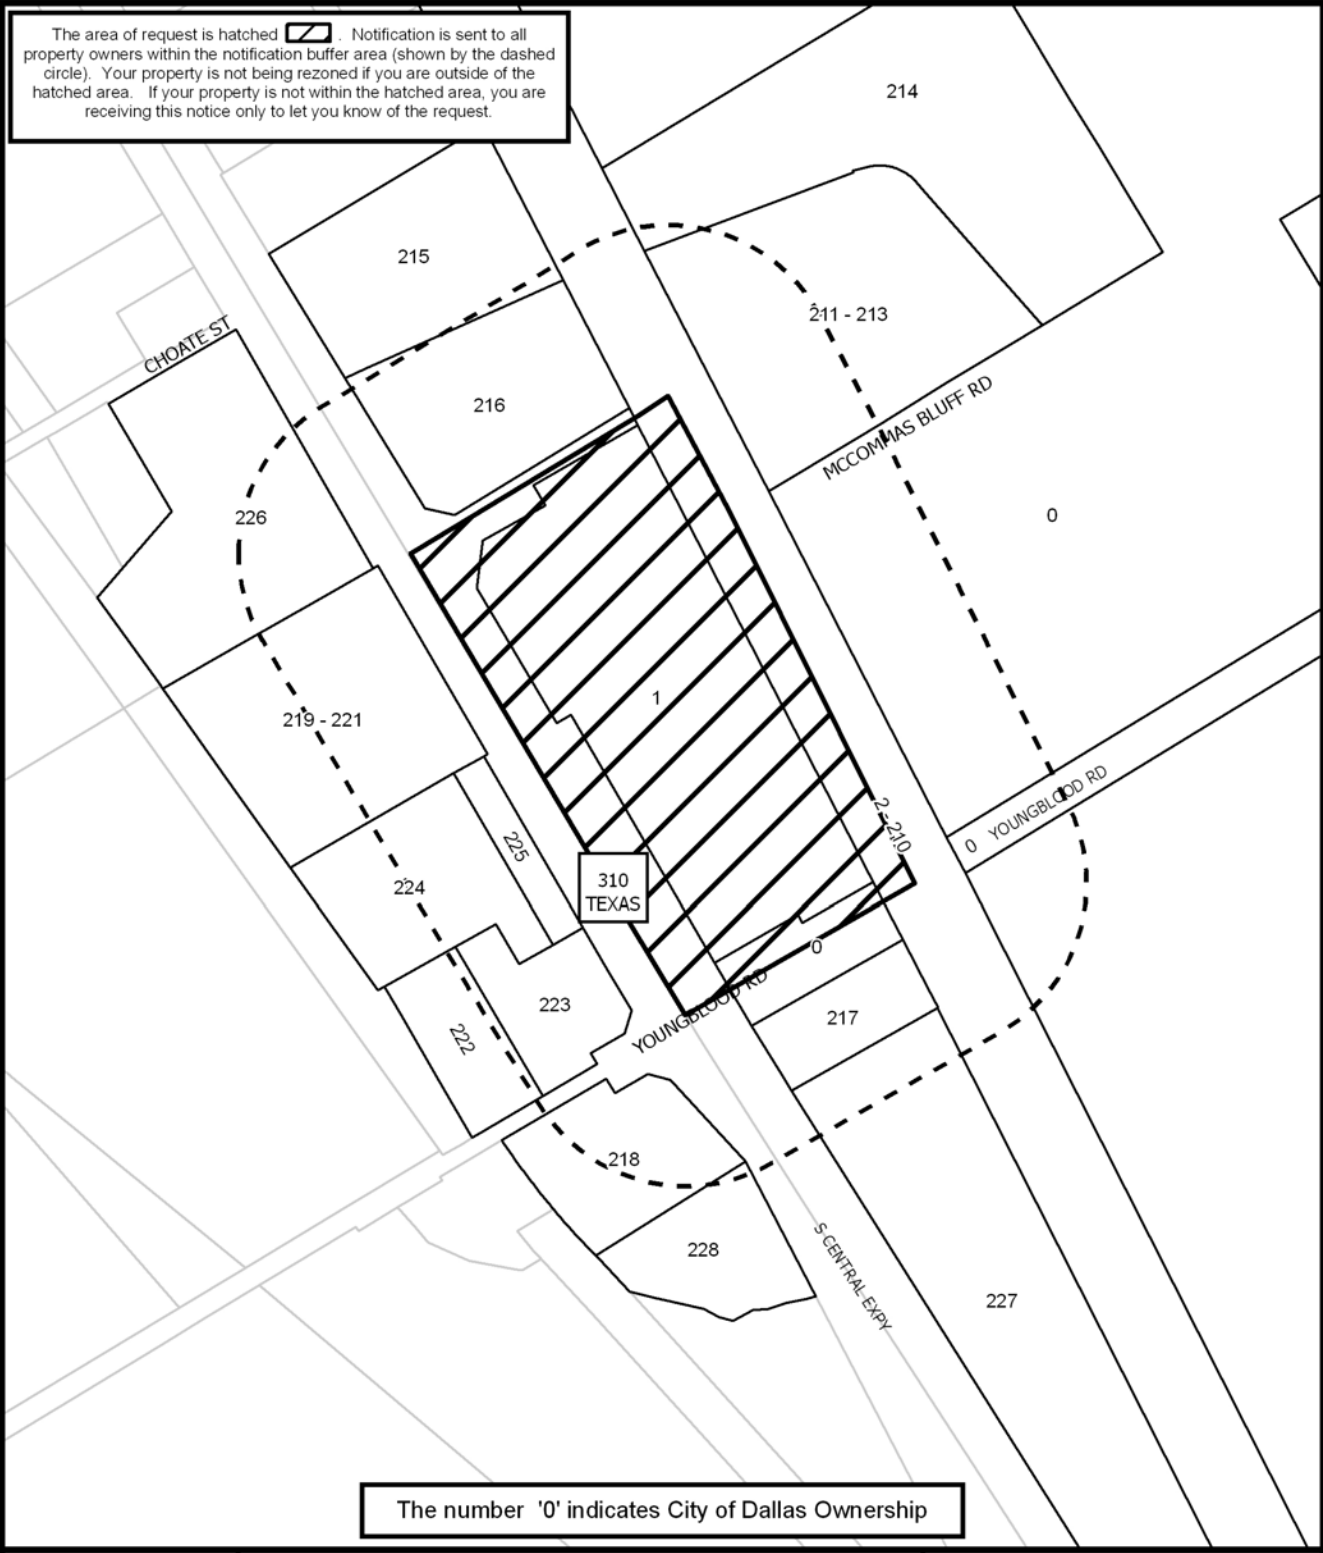 The area of request is hatched . Notification is sent to all
property owners within the notification buffer area (shown by the dashed
circle). Your property is not being rezoned if you are outside of the
hatched area. If your property is not within the hatched area, you are
receiving this notice only to let you know of the request.
214
215
211 - 213
CHOATE ST
216
MCCOMMAS BLUFF RD
226
0
1
219 - 221
2 - 210
0 YOUNGBLOOD RD
225
310
TEXAS
224
0
YOUNGBLOOD RD
223
217
222
218
228
S CENTRAL EXPY
227
The number '0' indicates City of Dallas Ownership